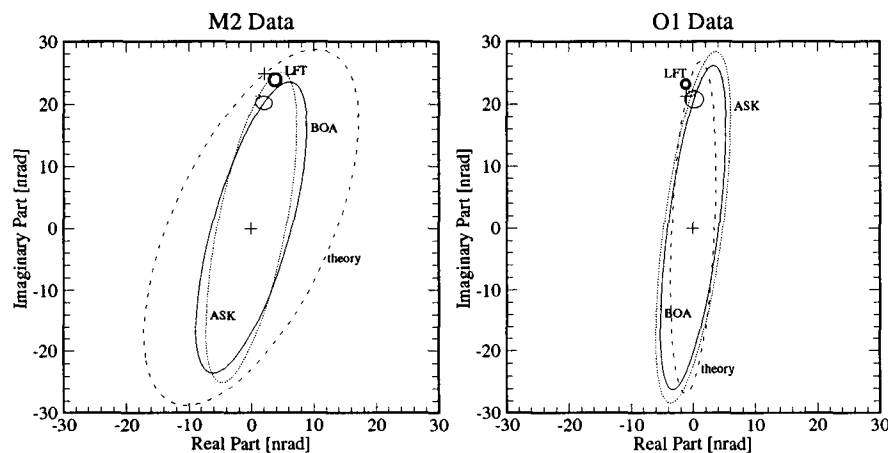 M2 Data
30
20
10
0
-10
-20
-30
-30 -20 -10 0 10 20 30
Imaginary Part [nrad]
Real Part [nrad]
LFT
BOA
theory
ASK
O1 Data
30
20
10
0
-10
-20
-30
-30 -20 -10 0 10 20 30
Imaginary Part [nrad]
Real Part [nrad]
LFT
ASK
BOA
theory